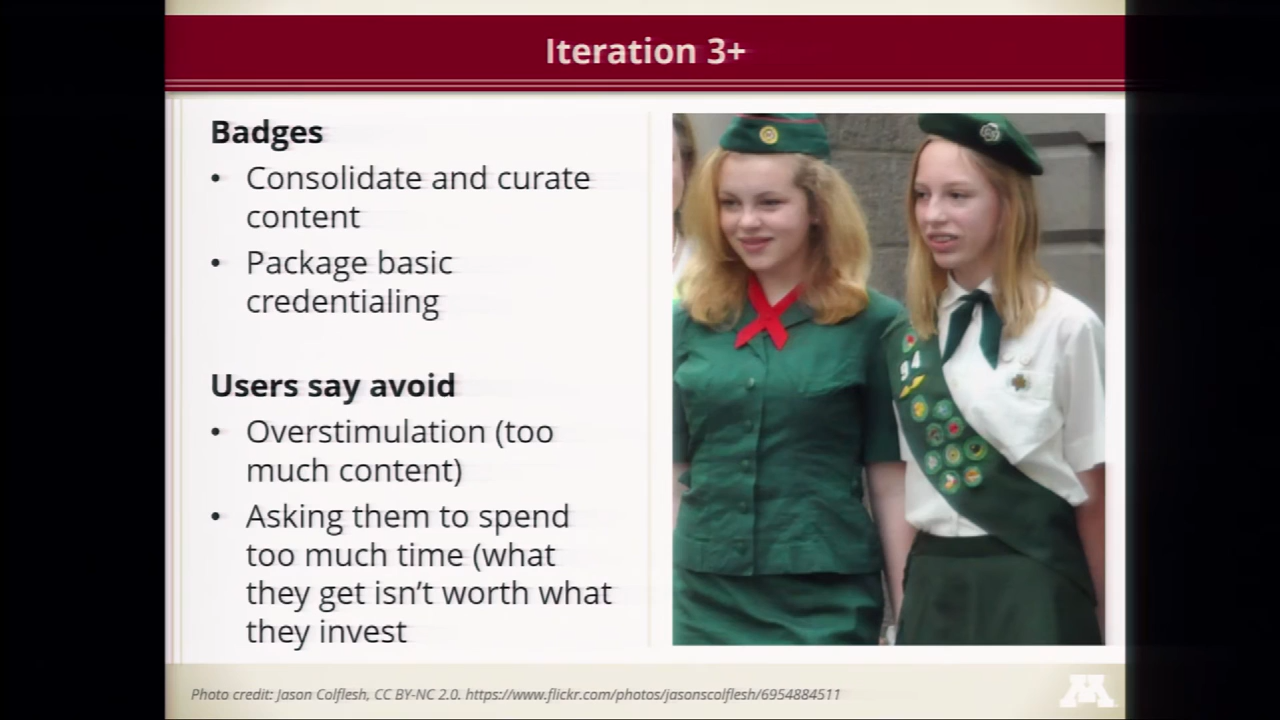 Iteration 3+
Badges
• Consolidate and curate
content
• Package basic
credentialing
Users say avoid
• Overstimulation (too
much content)
• Asking them to spend
too much time (what
they get isn’t worth what
they invest
94
Photo credit: Jason Colflesh, CC BY-NC 2.0. https://www.flickr.com/photos/jasonscolflesh/6954884511
M